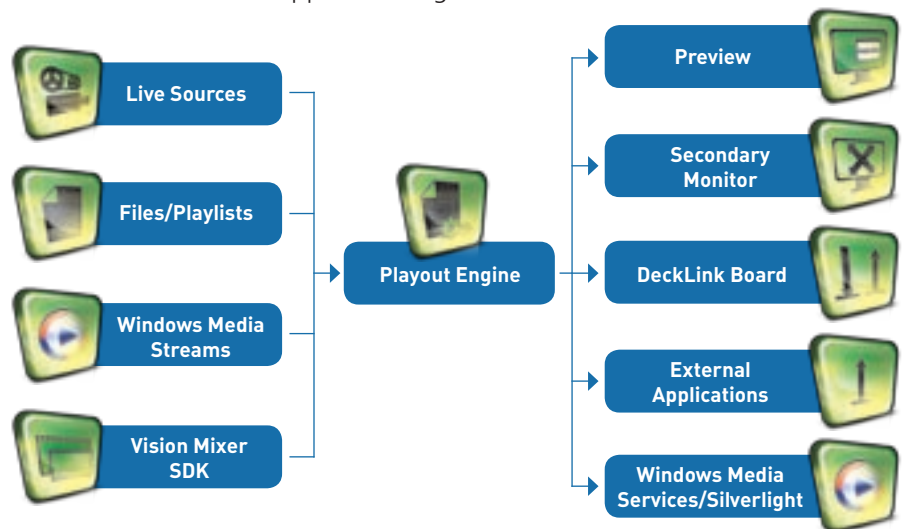 Live Sources
Files/Playlists
Windows Media
Streams
Vision Mixer
SDK
Playout Engine
Preview
Secondary
Monitor
DeckLink Board
External
Applications
Windows Media
Services/Silverlight